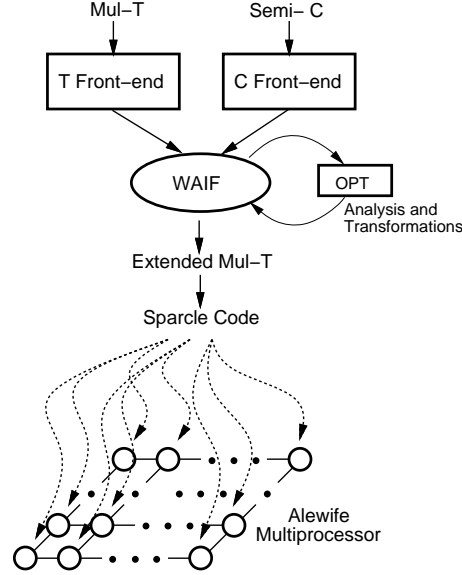 Mul-T
Semi- C
T Front-end
C Front-end
WAIF
OPT
Analysis and
Transformations
Extended Mul-T
Sparcle Code
Alewife
Multiprocessor